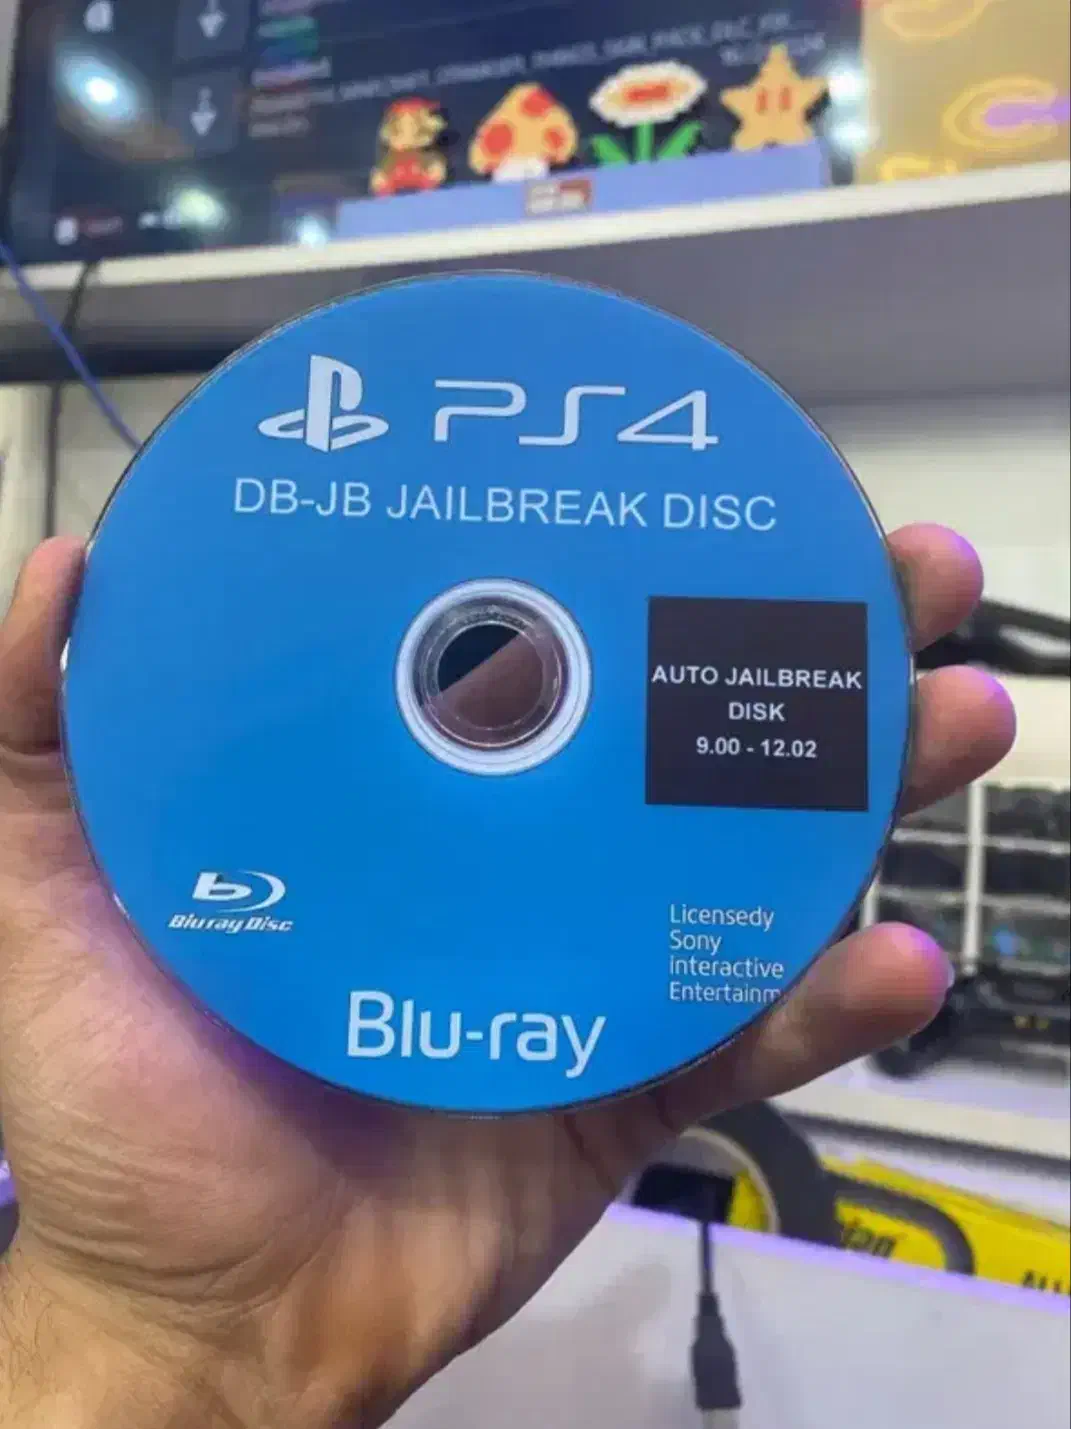 PS4
DB-JB JAILBREAK DISC
AUTO JAILBREAK
DISK
9.00 - 12.02
Blu-ray Disc
Licensedy
Sony
interactive
Entertainm
Blu-ray